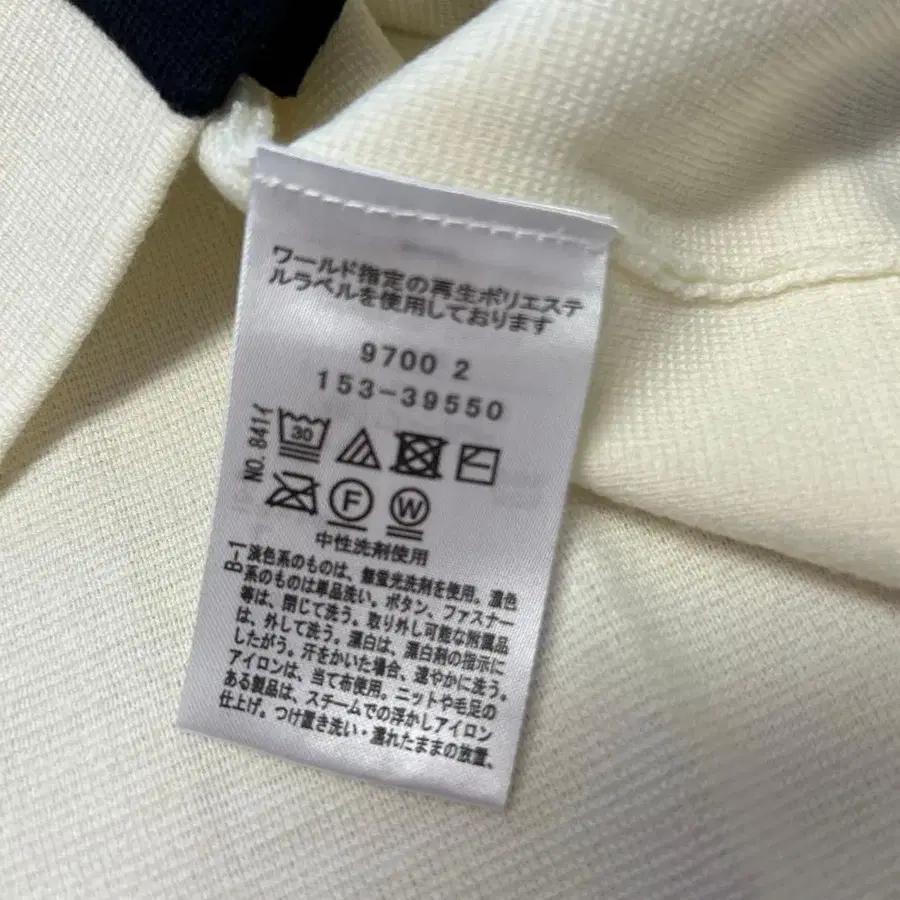 ワールド指定の再生ポリエステ
ルラベルを使用しております
9700 2
153-39550
NO. 841イ
30
F
W
中性洗剤使用
B-1
淡色系のものは、無蛍光洗剤を使用。濃色
系のものは単品洗い。ボタン、ファスナー
等は、閉じて洗う。取り外し可能な附属品
は、外して洗う。漂白は、漂白剤の指示に
したがう。汗をかいた場合、速やかに洗う。
アイロンは、当て布使用。ニットや毛足の
ある製品は、スチームでの浮かしアイロン
仕上げ。つけ置き洗い・濡れたままの放置、